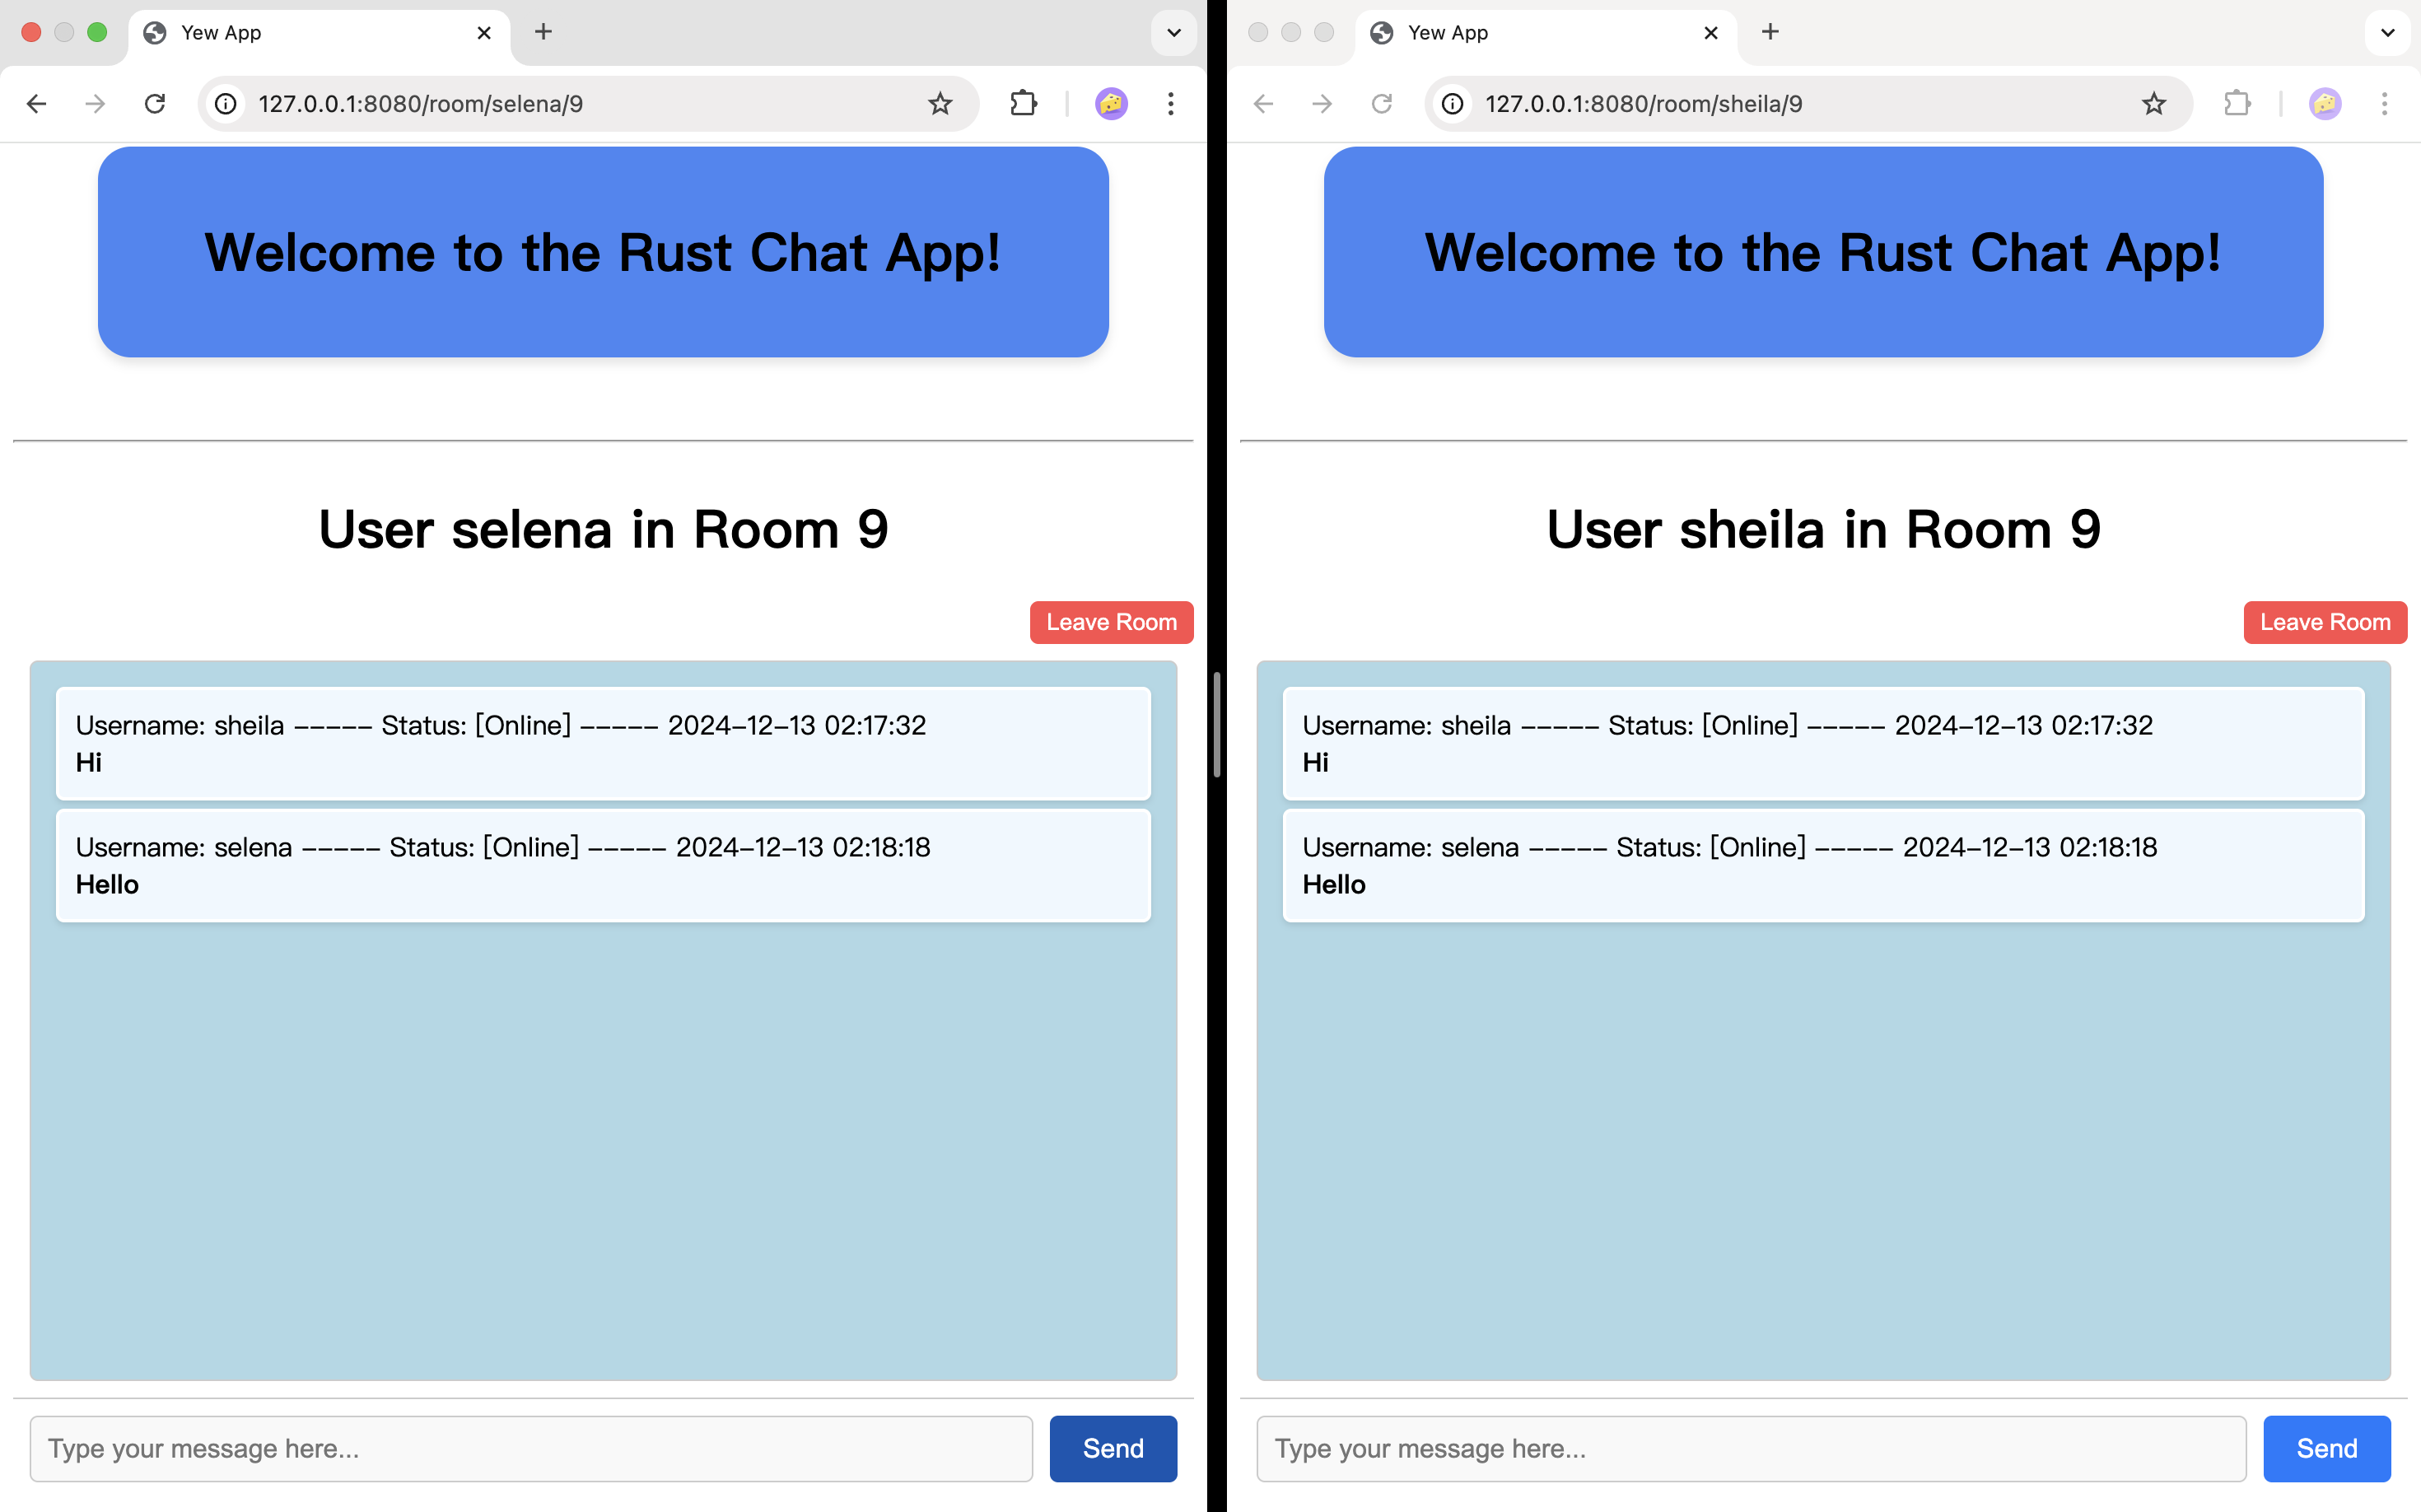 Yew App
127.0.0.1:8080/room/selena/9
Welcome to the Rust Chat App!
User selena in Room 9
Leave Room
Username: sheila ----- Status: [Online] ----- 2024-12-13 02:17:32
Hi
Username: selena ----- Status: [Online] ----- 2024-12-13 02:18:18
Hello
Type your message here...
Send
Yew App
127.0.0.1:8080/room/sheila/9
Welcome to the Rust Chat App!
User sheila in Room 9
Leave Room
Username: sheila ----- Status: [Online] ----- 2024-12-13 02:17:32
Hi
Username: selena ----- Status: [Online] ----- 2024-12-13 02:18:18
Hello
Type your message here...
Send